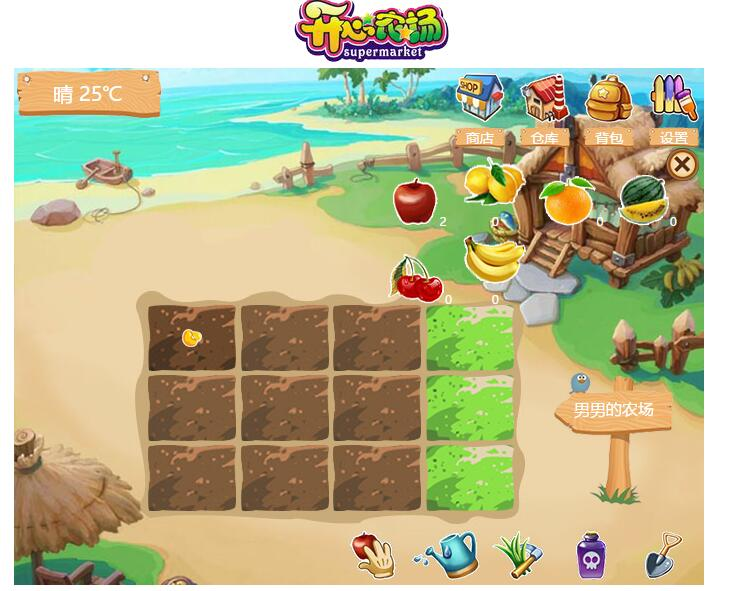 开心农场
supermarket
晴 25℃
SHOP
商店 仓库 背包 设置
2 0 0 0
0 0
男男的农场